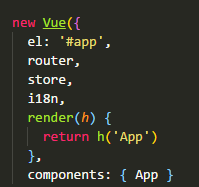 new Vue({
  el: '#app',
  router,
  store,
  i18n,
  render(h) {
    return h('App')
  },
  components: { App }